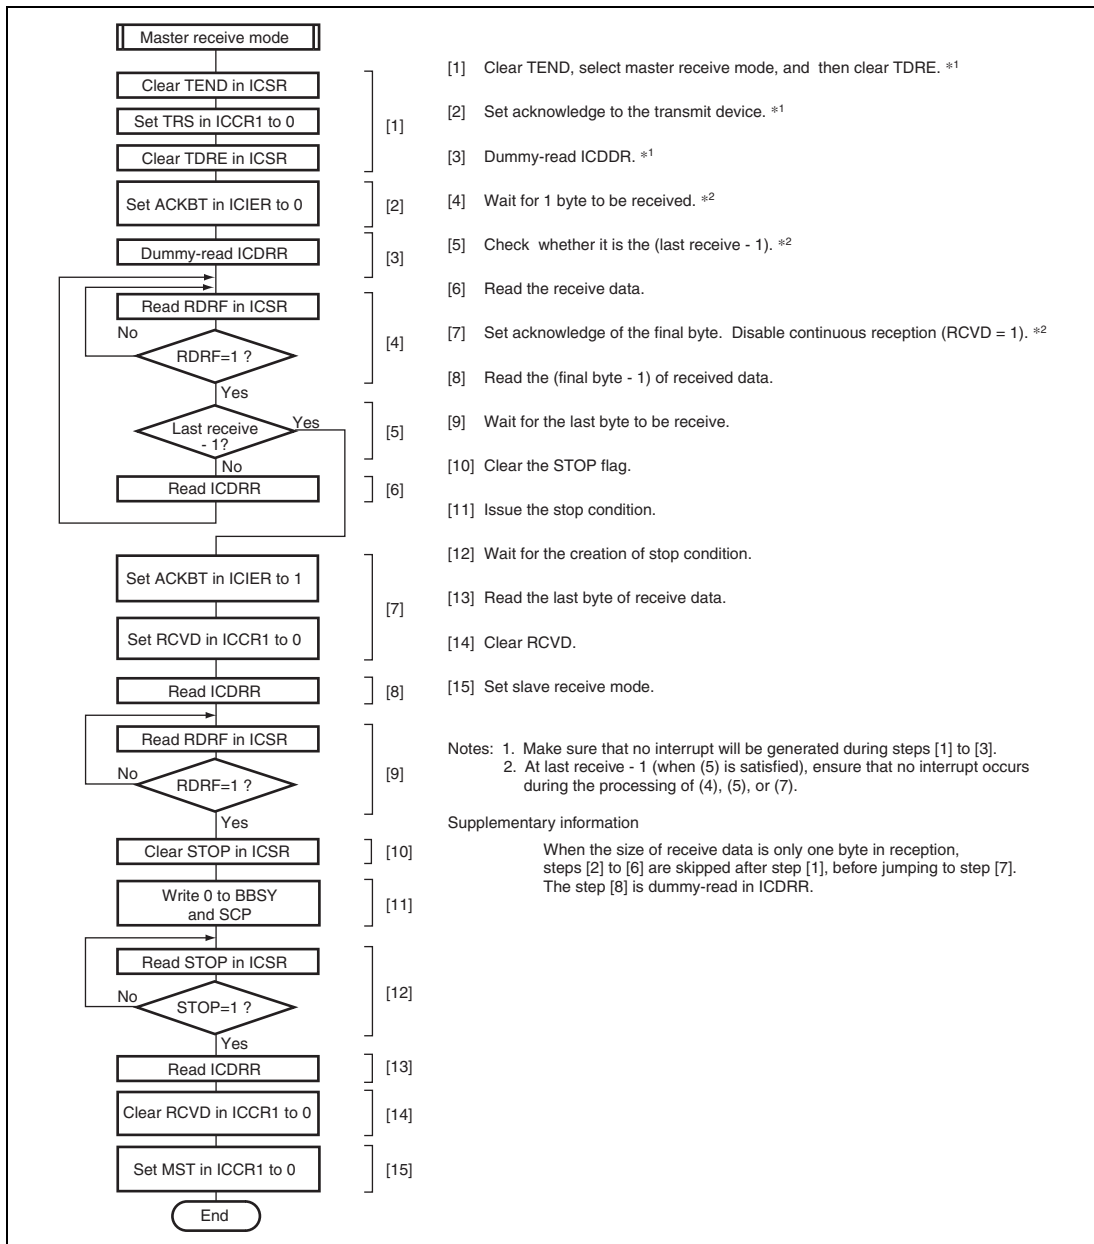 Master receive mode
Clear TEND in ICSR
Set TRS in ICCR1 to 0
[1]
Clear TDRE in ICSR
Set ACKBT in ICIER to 0
[2]
Dummy-read ICDRR
[3]
Read RDRF in ICSR
No
RDRF=1 ?
[4]
Yes
Last receive
- 1?
Yes
[5]
No
Read ICDRR
[6]
Set ACKBT in ICIER to 1
[7]
Set RCVD in ICCR1 to 0
Read ICDRR
[8]
Read RDRF in ICSR
No
RDRF=1 ?
[9]
Yes
Clear STOP in ICSR
[10]
Write 0 to BBSY
and SCP
[11]
Read STOP in ICSR
No
STOP=1 ?
[12]
Yes
Read ICDRR
[13]
Clear RCVD in ICCR1 to 0
[14]
Set MST in ICCR1 to 0
[15]
End
[1] Clear TEND, select master receive mode, and then clear TDRE. *1
[2] Set acknowledge to the transmit device. *1
[3] Dummy-read ICDDR. *1
[4] Wait for 1 byte to be received. *2
[5] Check whether it is the (last receive - 1). *2
[6] Read the receive data.
[7] Set acknowledge of the final byte. Disable continuous reception (RCVD = 1). *2
[8] Read the (final byte - 1) of received data.
[9] Wait for the last byte to be receive.
[10] Clear the STOP flag.
[11] Issue the stop condition.
[12] Wait for the creation of stop condition.
[13] Read the last byte of receive data.
[14] Clear RCVD.
[15] Set slave receive mode.
Notes: 1. Make sure that no interrupt will be generated during steps [1] to [3].
2. At last receive - 1 (when (5) is satisfied), ensure that no interrupt occurs
during the processing of (4), (5), or (7).
Supplementary information
When the size of receive data is only one byte in reception,
steps [2] to [6] are skipped after step [1], before jumping to step [7].
The step [8] is dummy-read in ICDRR.